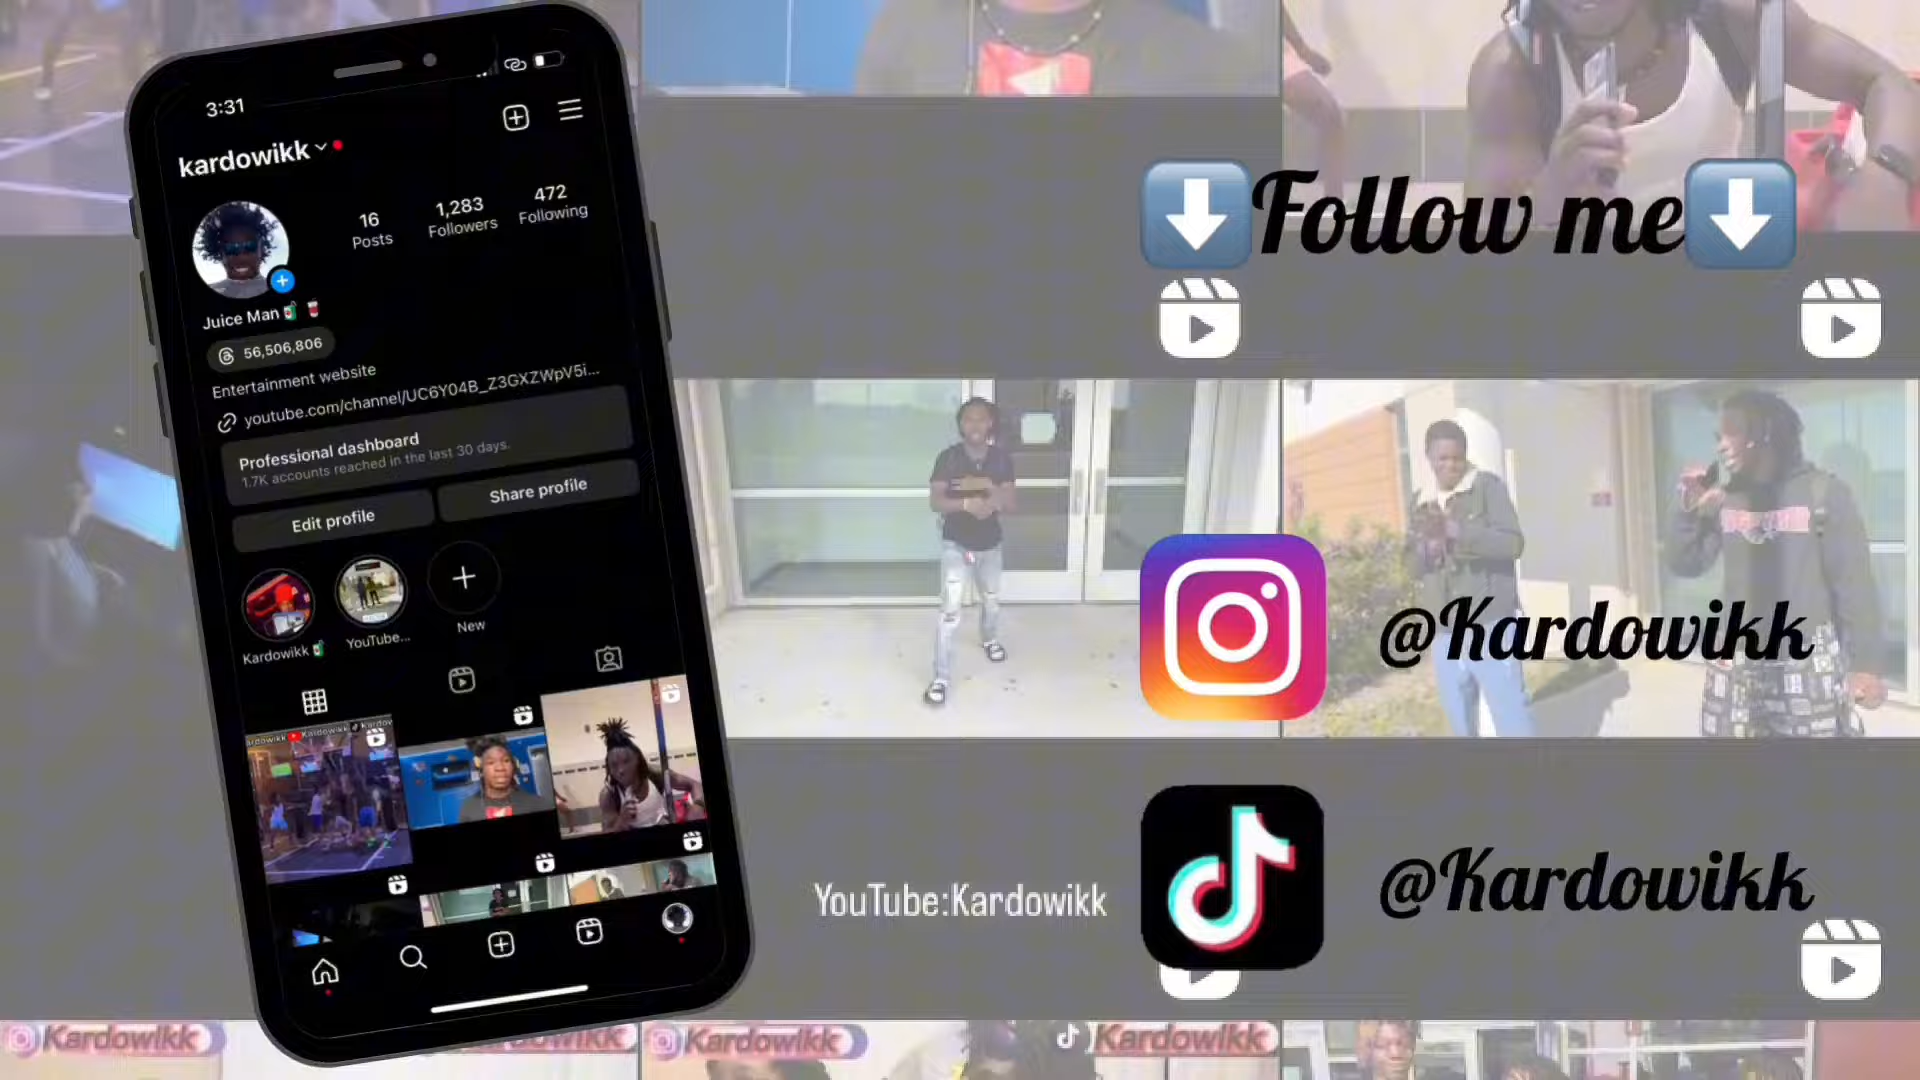 3:31
kardowikk
16 Posts
1,283 Followers
472 Following
Juice Man
56,506,806
Entertainment website
youtube.com/channel/UC6Y04B_Z3GXZWpV5i...
Professional dashboard
1.7K accounts reached in the last 30 days.
Edit profile
Share profile
Kardowikk
YouTube...
New
Follow me
@Kardowikk
@Kardowikk
YouTube:Kardowikk
Kardowikk
Kardowikk
Kardowikk